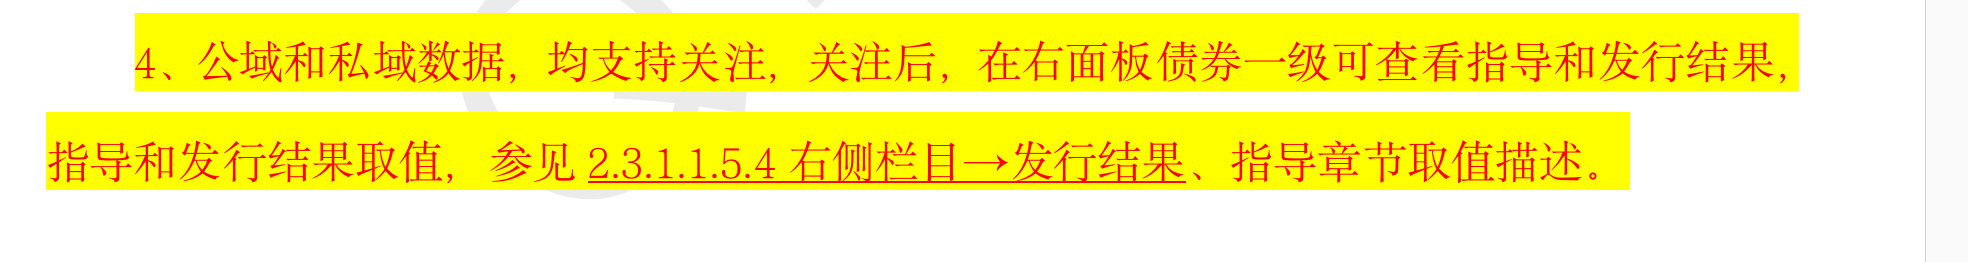 4、公域和私域数据，均支持关注，关注后，在右面板债券一级可查看指导和发行结果，
指导和发行结果取值，参见 2.3.1.1.5.4 右侧栏目→发行结果、指导章节取值描述。